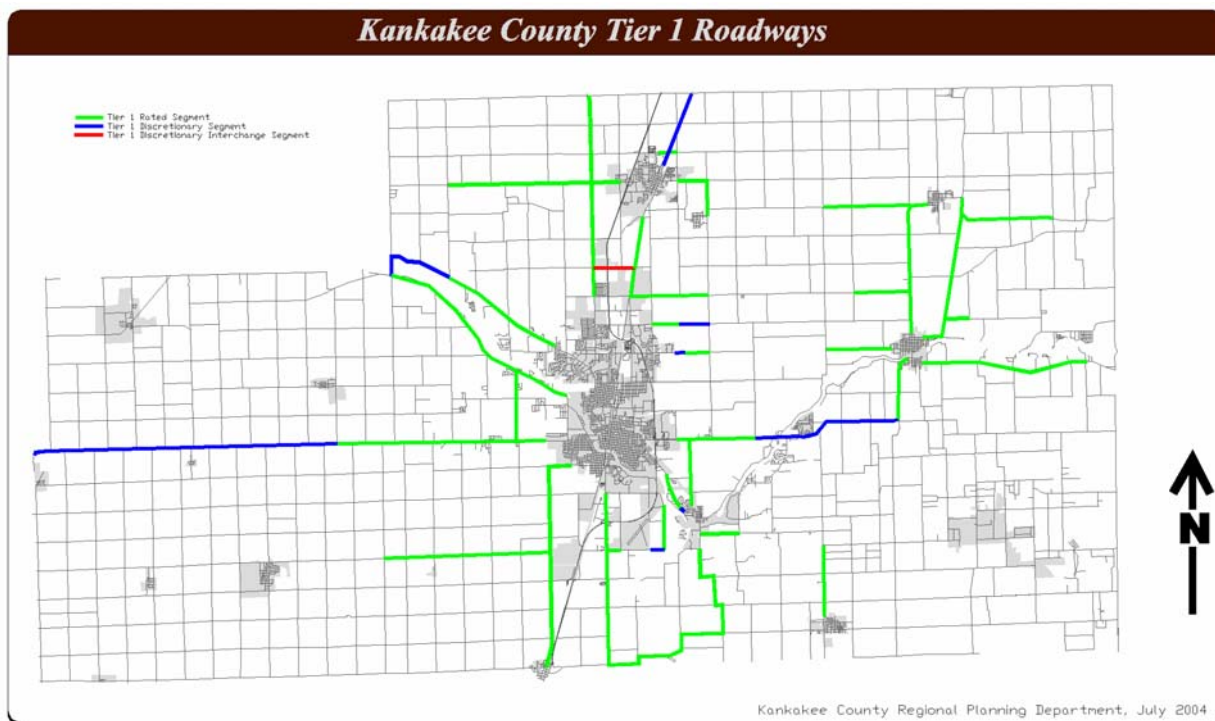 Kankakee County Tier 1 Roadways
Tier 1 Rated Segment
Tier 1 Discretionary Segment
Tier 1 Discretionary Interchange Segment
N
Kankakee County Regional Planning Department, July 2004